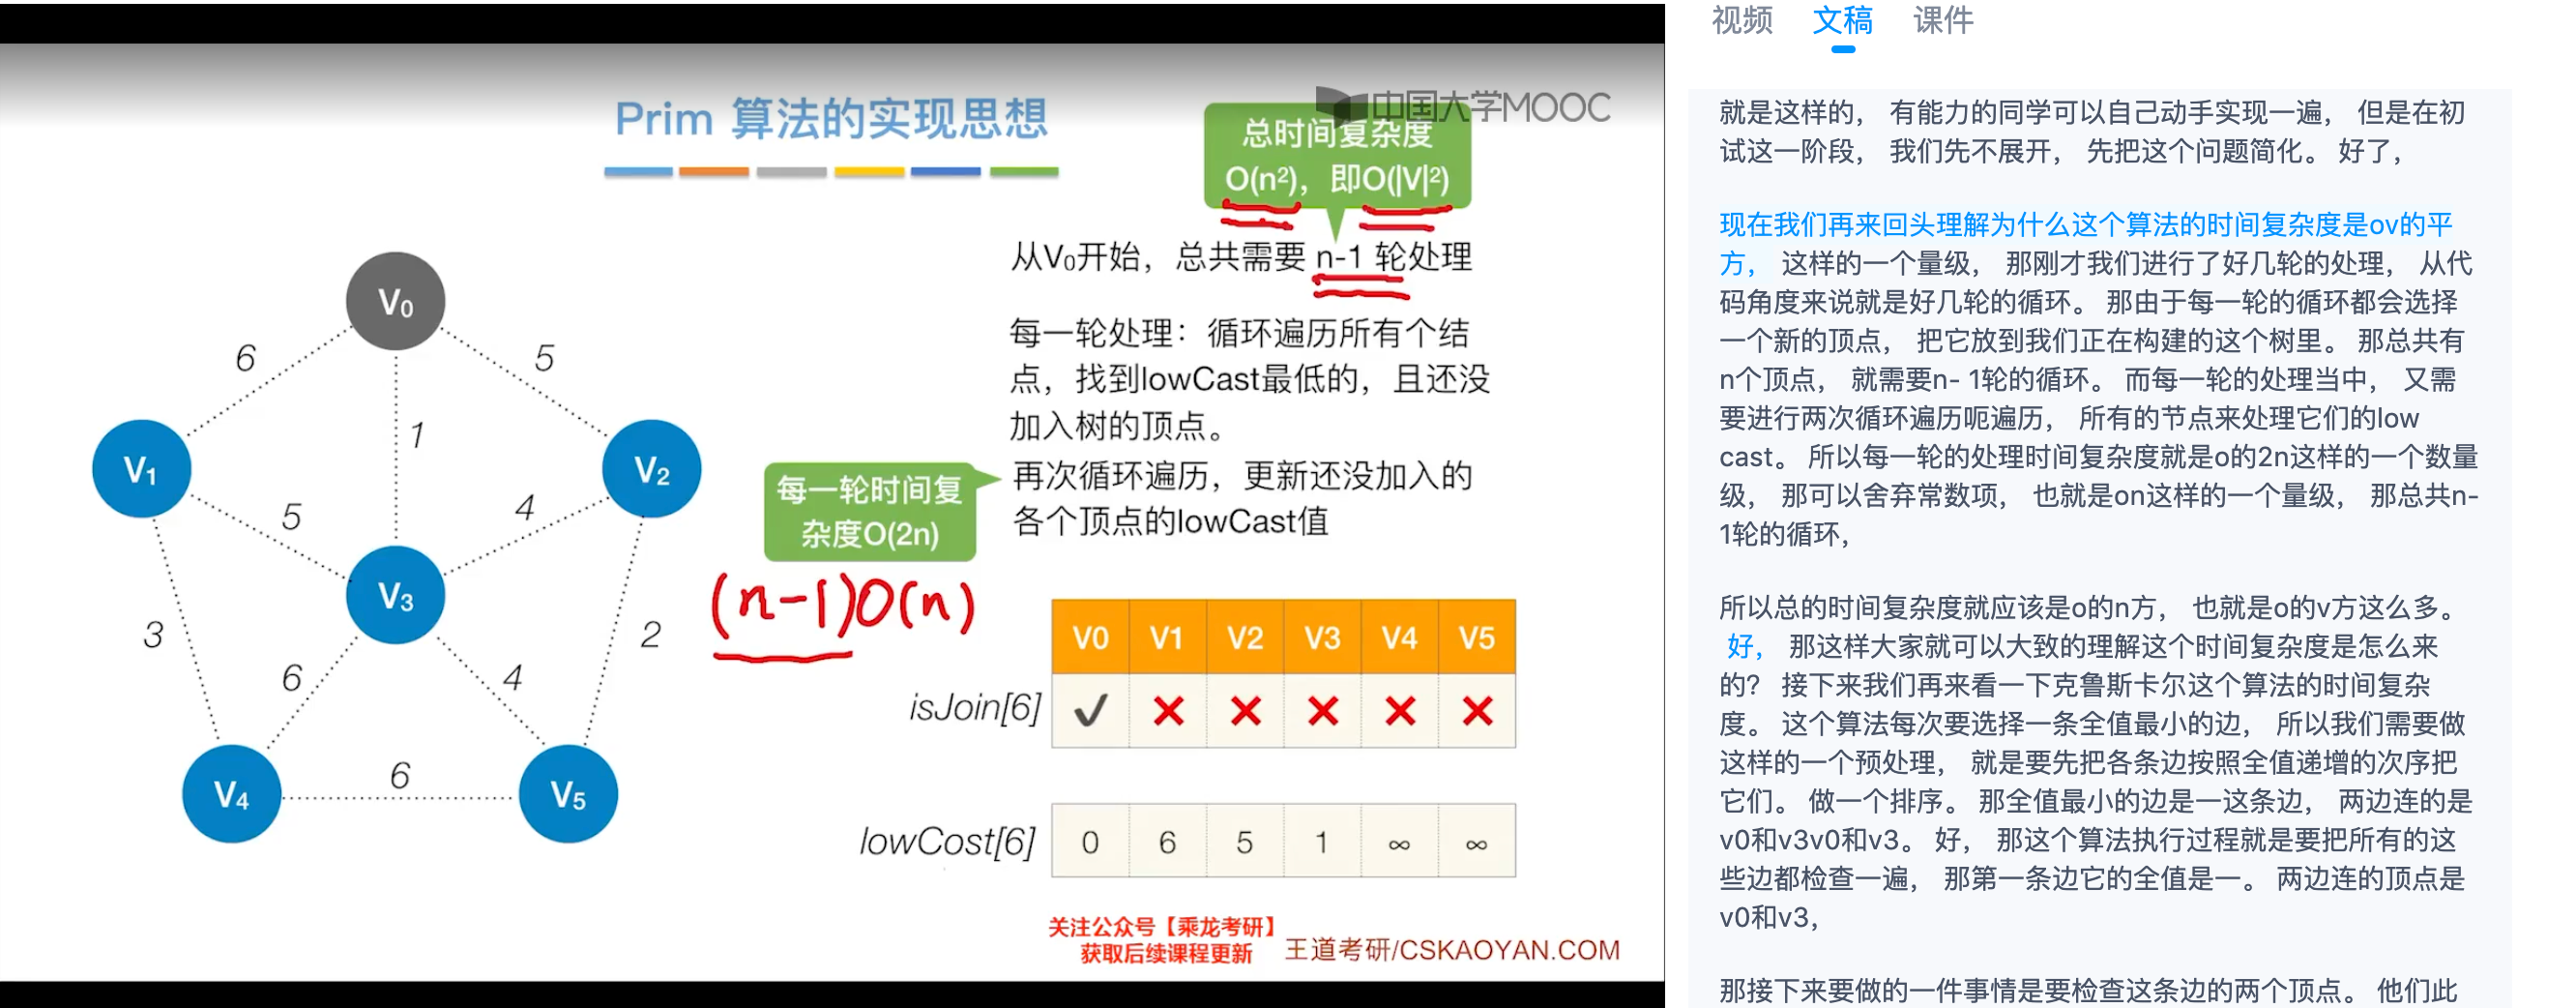 Prim 算法的实现思想
中国大学MOOC
总时间复杂度
O(n²)，即O(|V|²)
从V₀开始，总共需要 n-1 轮处理
每一轮处理：循环遍历所有个结
点，找到lowCast最低的，且还没
加入树的顶点。
再次循环遍历，更新还没加入的
各个顶点的lowCast值
每一轮时间复
杂度O(2n)
(n-1)O(n)
V₀
6
5
1
V₁
V₂
5
4
V₃
3
6
4
2
V₄
6
V₅
V0 V1 V2 V3 V4 V5
isJoin[6] ✓ ✕ ✕ ✕ ✕ ✕
lowCost[6] 0 6 5 1 ∞ ∞
关注公众号【乘龙考研】
获取后续课程更新
王道考研/CSKAOYAN.COM
视频 文稿 课件
就是这样的， 有能力的同学可以自己动手实现一遍， 但是在初
试这一阶段， 我们先不展开， 先把这个问题简化。 好了，
现在我们再来回头理解为什么这个算法的时间复杂度是ov的平
方， 这样的一个量级， 那刚才我们进行了好几轮的处理， 从代
码角度来说就是好几轮的循环。 那由于每一轮的循环都会选择
一个新的顶点， 把它放到我们正在构建的这个树里。 那总共有
n个顶点， 就需要n- 1轮的循环。 而每一轮的处理当中， 又需
要进行两次循环遍历呃遍历， 所有的节点来处理它们的low
cast。 所以每一轮的处理时间复杂度就是o的2n这样的一个数量
级， 那可以舍弃常数项， 也就是on这样的一个量级， 那总共n-
1轮的循环，
所以总的时间复杂度就应该是o的n方， 也就是o的v方这么多。
好， 那这样大家就可以大致的理解这个时间复杂度是怎么来
的？ 接下来我们再来看一下克鲁斯卡尔这个算法的时间复杂
度。 这个算法每次要选择一条全值最小的边， 所以我们需要做
这样的一个预处理， 就是要先把各条边按照全值递增的次序把
它们。 做一个排序。 那全值最小的边是一这条边， 两边连的是
v0和v3v0和v3。 好， 那这个算法执行过程就是要把所有的这
些边都检查一遍， 那第一条边它的全值是一。 两边连的顶点是
v0和v3，
那接下来要做的一件事情是要检查这条边的两个顶点。 他们此